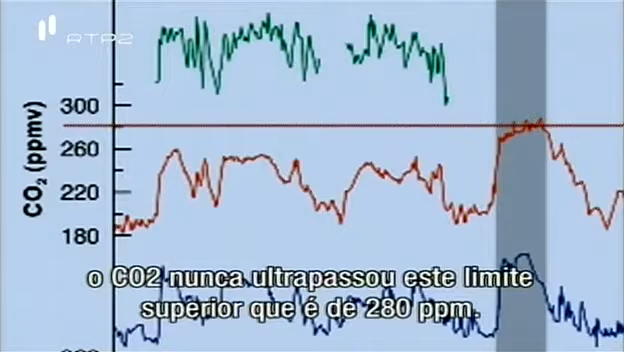 RTP2
CO2 (ppmv)
300
260
220
180
o CO2 nunca ultrapassou este limite
superior que é de 280 ppm.